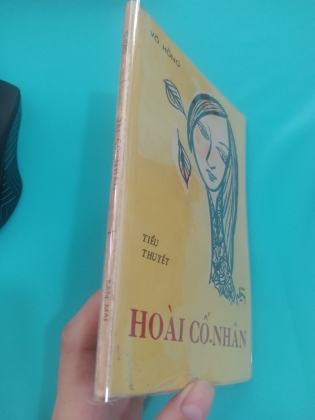 VÕ HỒNG
TIỂU
THUYẾT
HOÀI CỐ-NHÂN